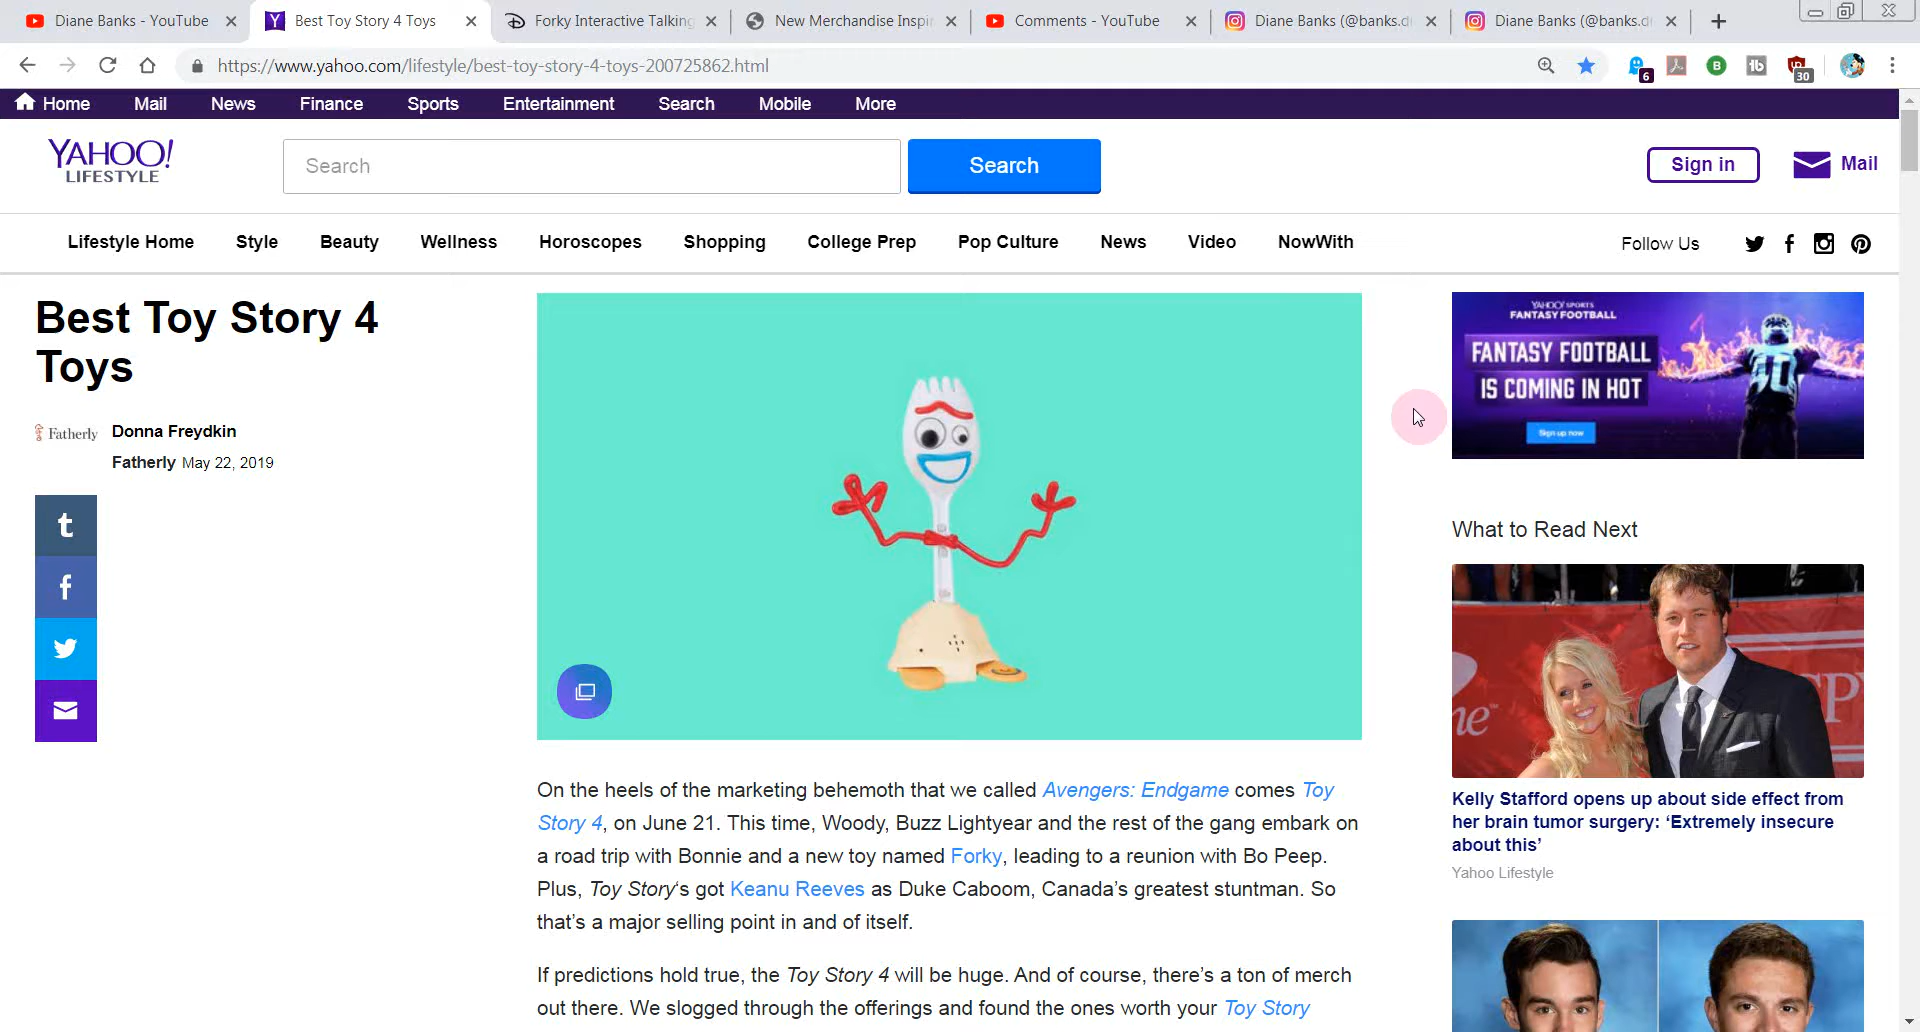 Diane Banks - YouTube
Best Toy Story 4 Toys
Forky Interactive Talking
New Merchandise Inspi
Comments - YouTube
Diane Banks (@banks.di
Diane Banks (@banks.di
https://www.yahoo.com/lifestyle/best-toy-story-4-toys-200725862.html
6
30
Home Mail News Finance Sports Entertainment Search Mobile More
YAHOO!
LIFESTYLE
Search
Search
Sign in
Mail
Lifestyle Home Style Beauty Wellness Horoscopes Shopping College Prep Pop Culture News Video NowWith
Follow Us
Best Toy Story 4
Toys
Fatherly
Donna Freydkin
Fatherly May 22, 2019
On the heels of the marketing behemoth that we called Avengers: Endgame comes Toy
Story 4, on June 21. This time, Woody, Buzz Lightyear and the rest of the gang embark on
a road trip with Bonnie and a new toy named Forky, leading to a reunion with Bo Peep.
Plus, Toy Story‘s got Keanu Reeves as Duke Caboom, Canada’s greatest stuntman. So
that’s a major selling point in and of itself.
If predictions hold true, the Toy Story 4 will be huge. And of course, there’s a ton of merch
out there. We slogged through the offerings and found the ones worth your Toy Story
YAHOO! SPORTS
FANTASY FOOTBALL
FANTASY FOOTBALL
IS COMING IN HOT
Sign up now
40
What to Read Next
Kelly Stafford opens up about side effect from
her brain tumor surgery: ‘Extremely insecure
about this’
Yahoo Lifestyle